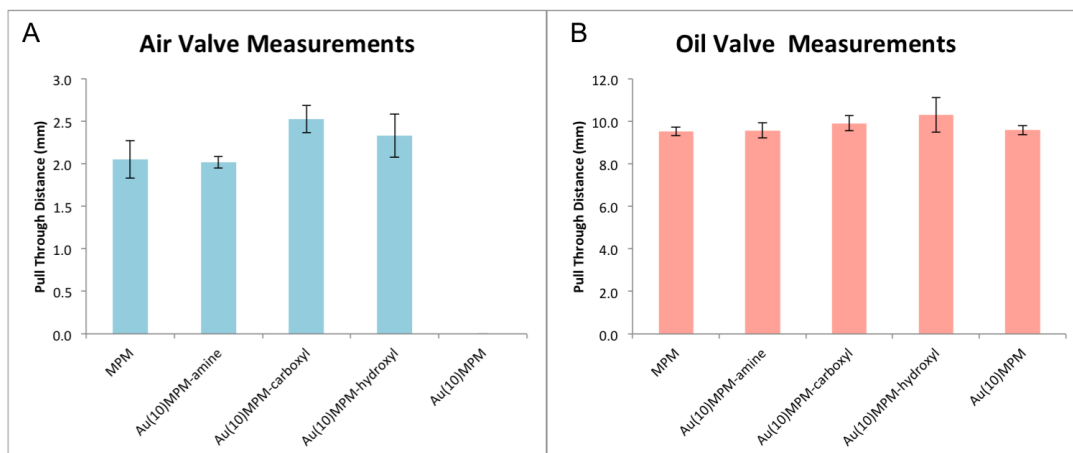 A
Air Valve Measurements
Pull Through Distance (mm)
3.0
2.5
2.0
1.5
1.0
0.5
0.0
MPM
Au(10)MPM-amine
Au(10)MPM-carboxyl
Au(10)MPM-hydroxyl
Au(10)MPM
B
Oil Valve Measurements
Pull Through Distance (mm)
12.0
10.0
8.0
6.0
4.0
2.0
0.0
MPM
Au(10)MPM-amine
Au(10)MPM-carboxyl
Au(10)MPM-hydroxyl
Au(10)MPM